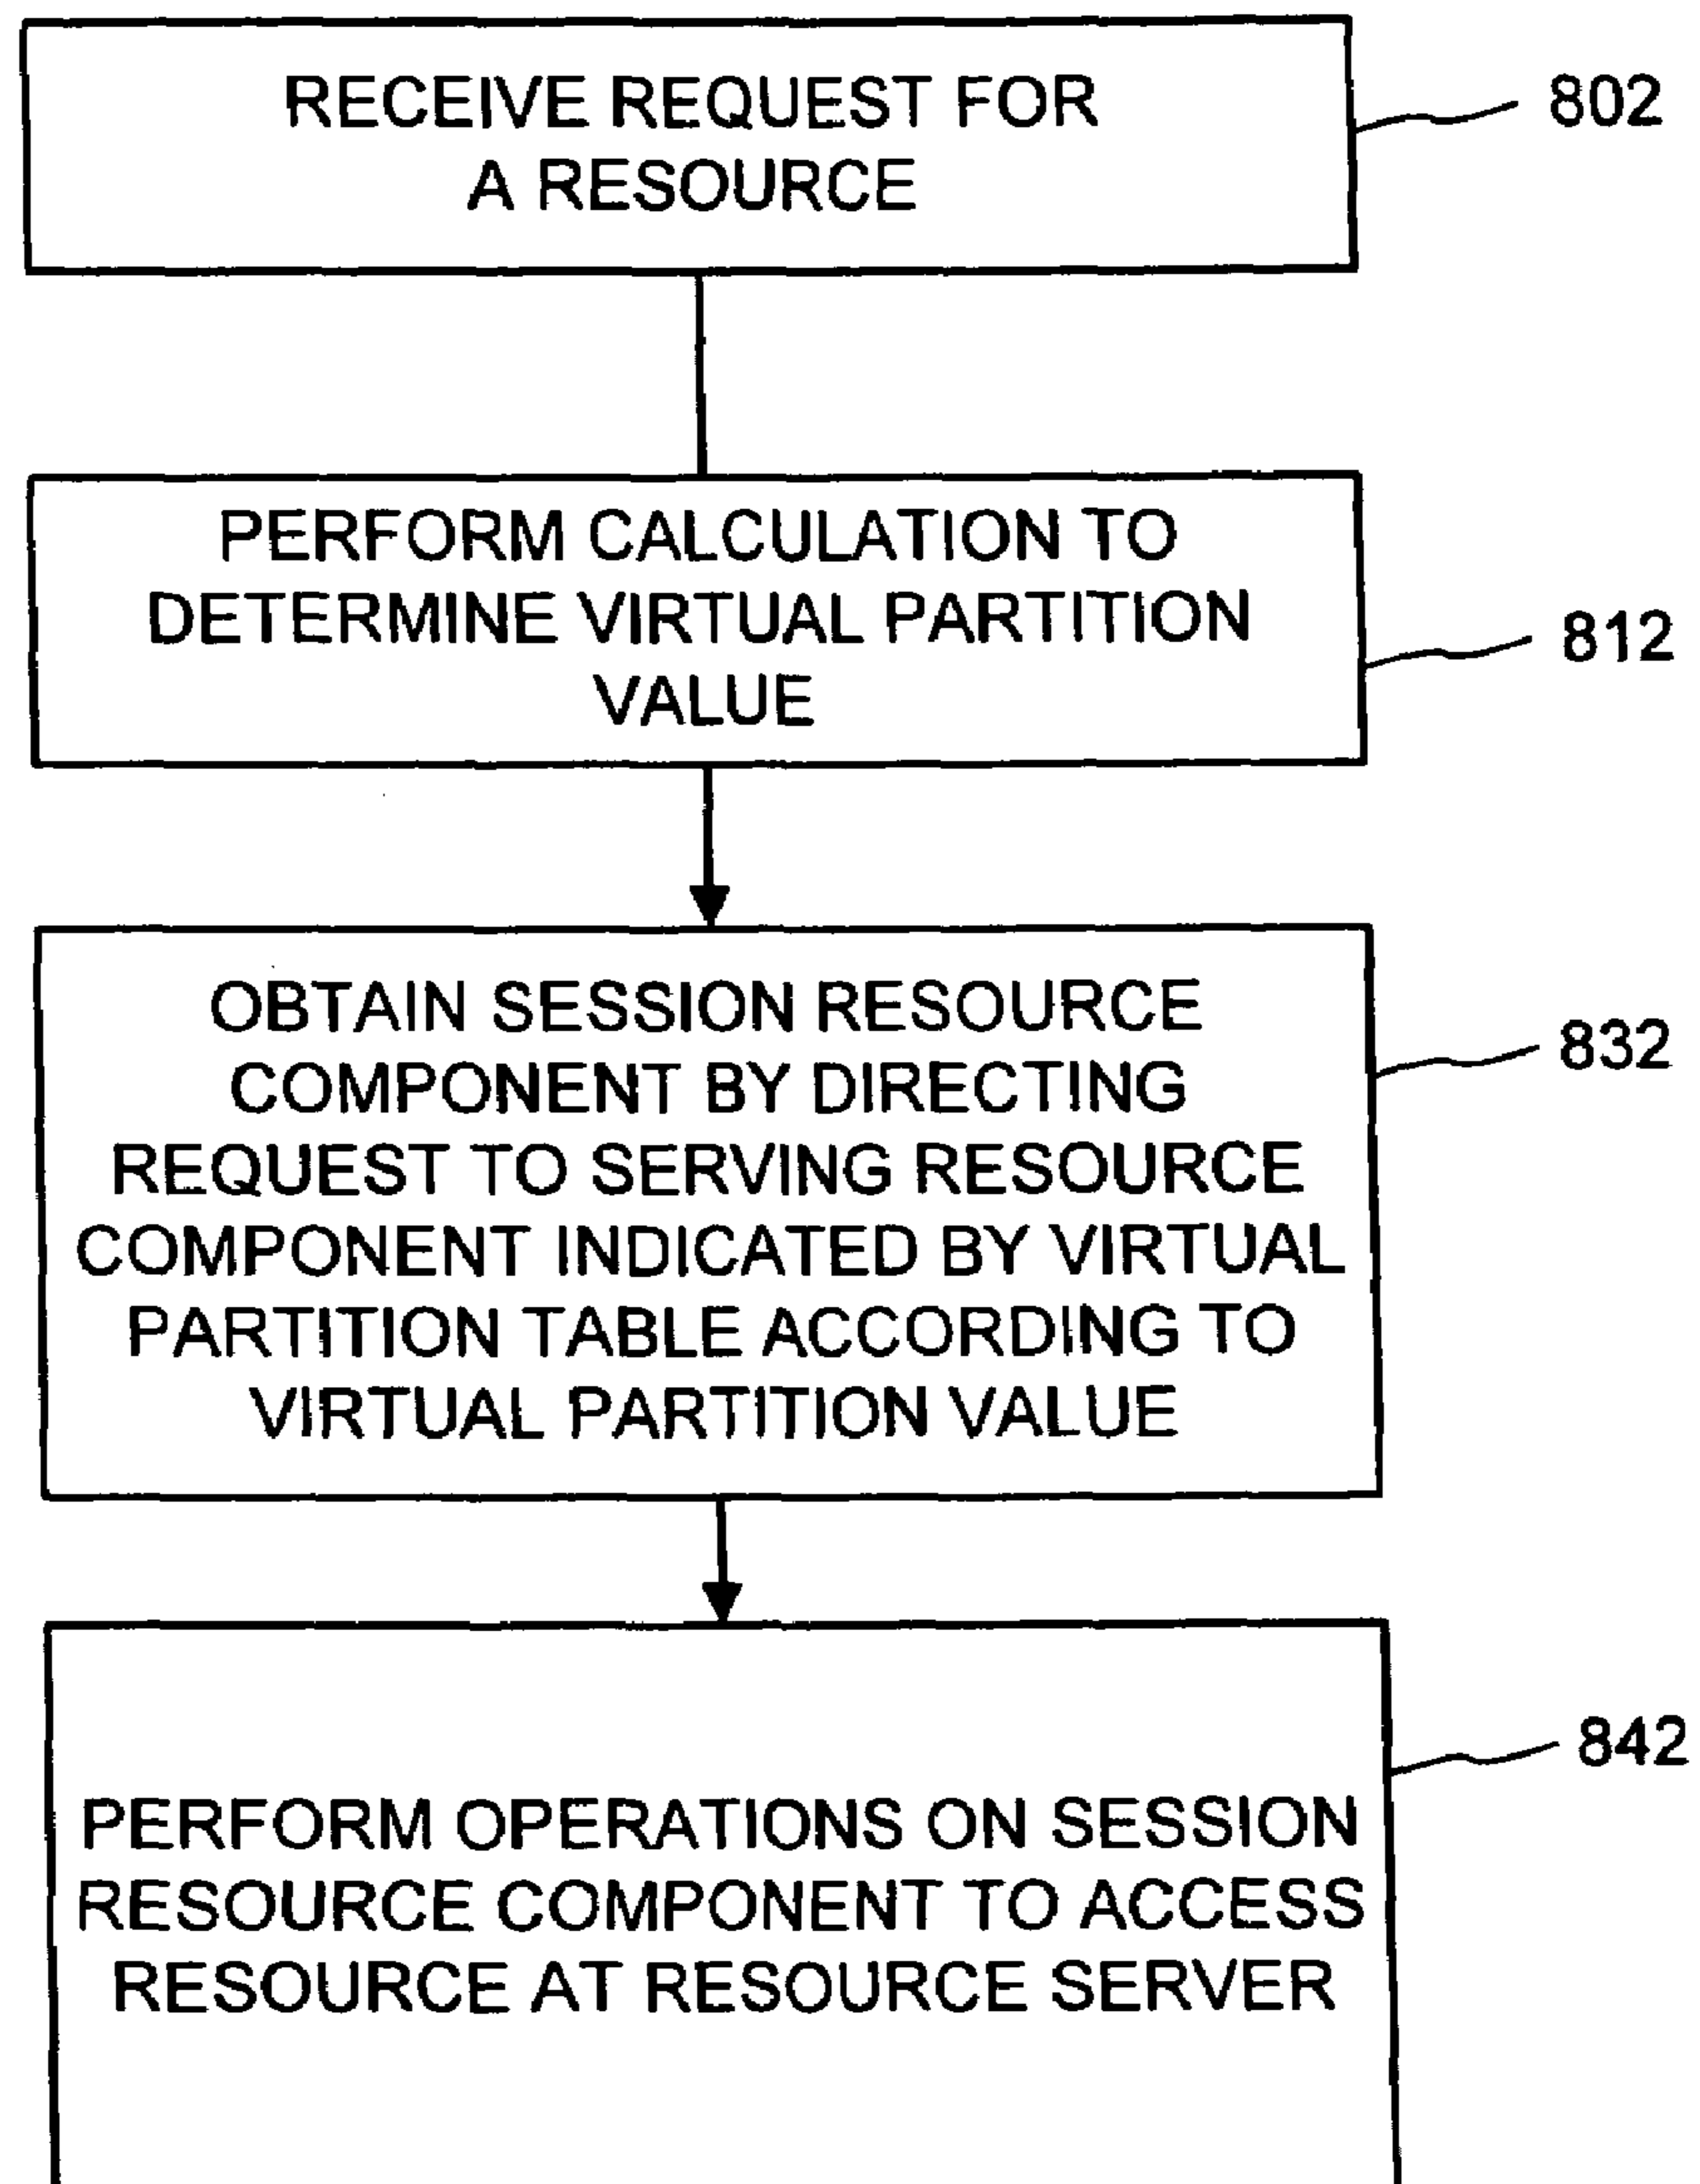 RECEIVE REQUEST FOR
A RESOURCE
802
PERFORM CALCULATION TO
DETERMINE VIRTUAL PARTITION
VALUE
812
OBTAIN SESSION RESOURCE
COMPONENT BY DIRECTING
REQUEST TO SERVING RESOURCE
COMPONENT INDICATED BY VIRTUAL
PARTITION TABLE ACCORDING TO
VIRTUAL PARTITION VALUE
832
PERFORM OPERATIONS ON SESSION
RESOURCE COMPONENT TO ACCESS
RESOURCE AT RESOURCE SERVER
842